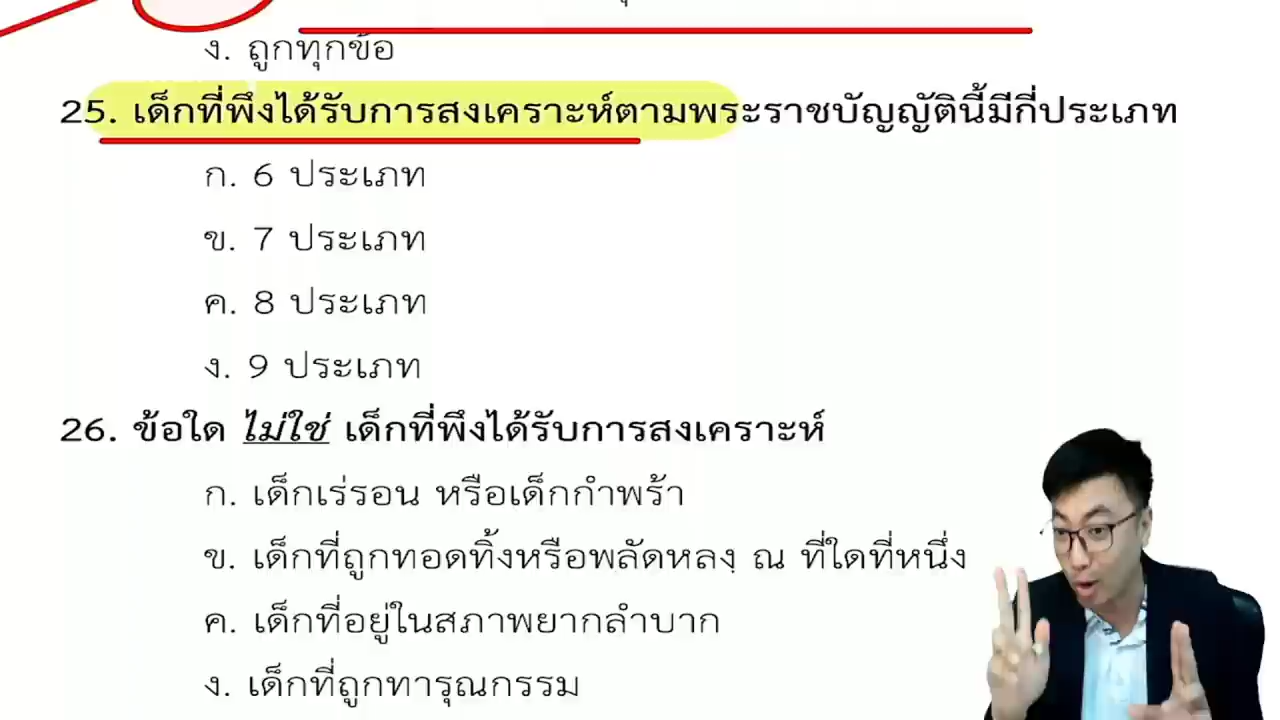 ง. ถูกทุกข้อ
25. เด็กที่พึงได้รับการสงเคราะห์ตามพระราชบัญญัตินี้มีกี่ประเภท
ก. 6 ประเภท
ข. 7 ประเภท
ค. 8 ประเภท
ง. 9 ประเภท
26. ข้อใด ไม่ใช่ เด็กที่พึงได้รับการสงเคราะห์
ก. เด็กเร่รอน หรือเด็กกำพร้า
ข. เด็กที่ถูกทอดทิ้งหรือพลัดหลงฺ ณ ที่ใดที่หนึ่ง
ค. เด็กที่อยู่ในสภาพยากลำบาก
ง. เด็กที่ถูกทารุณกรรม